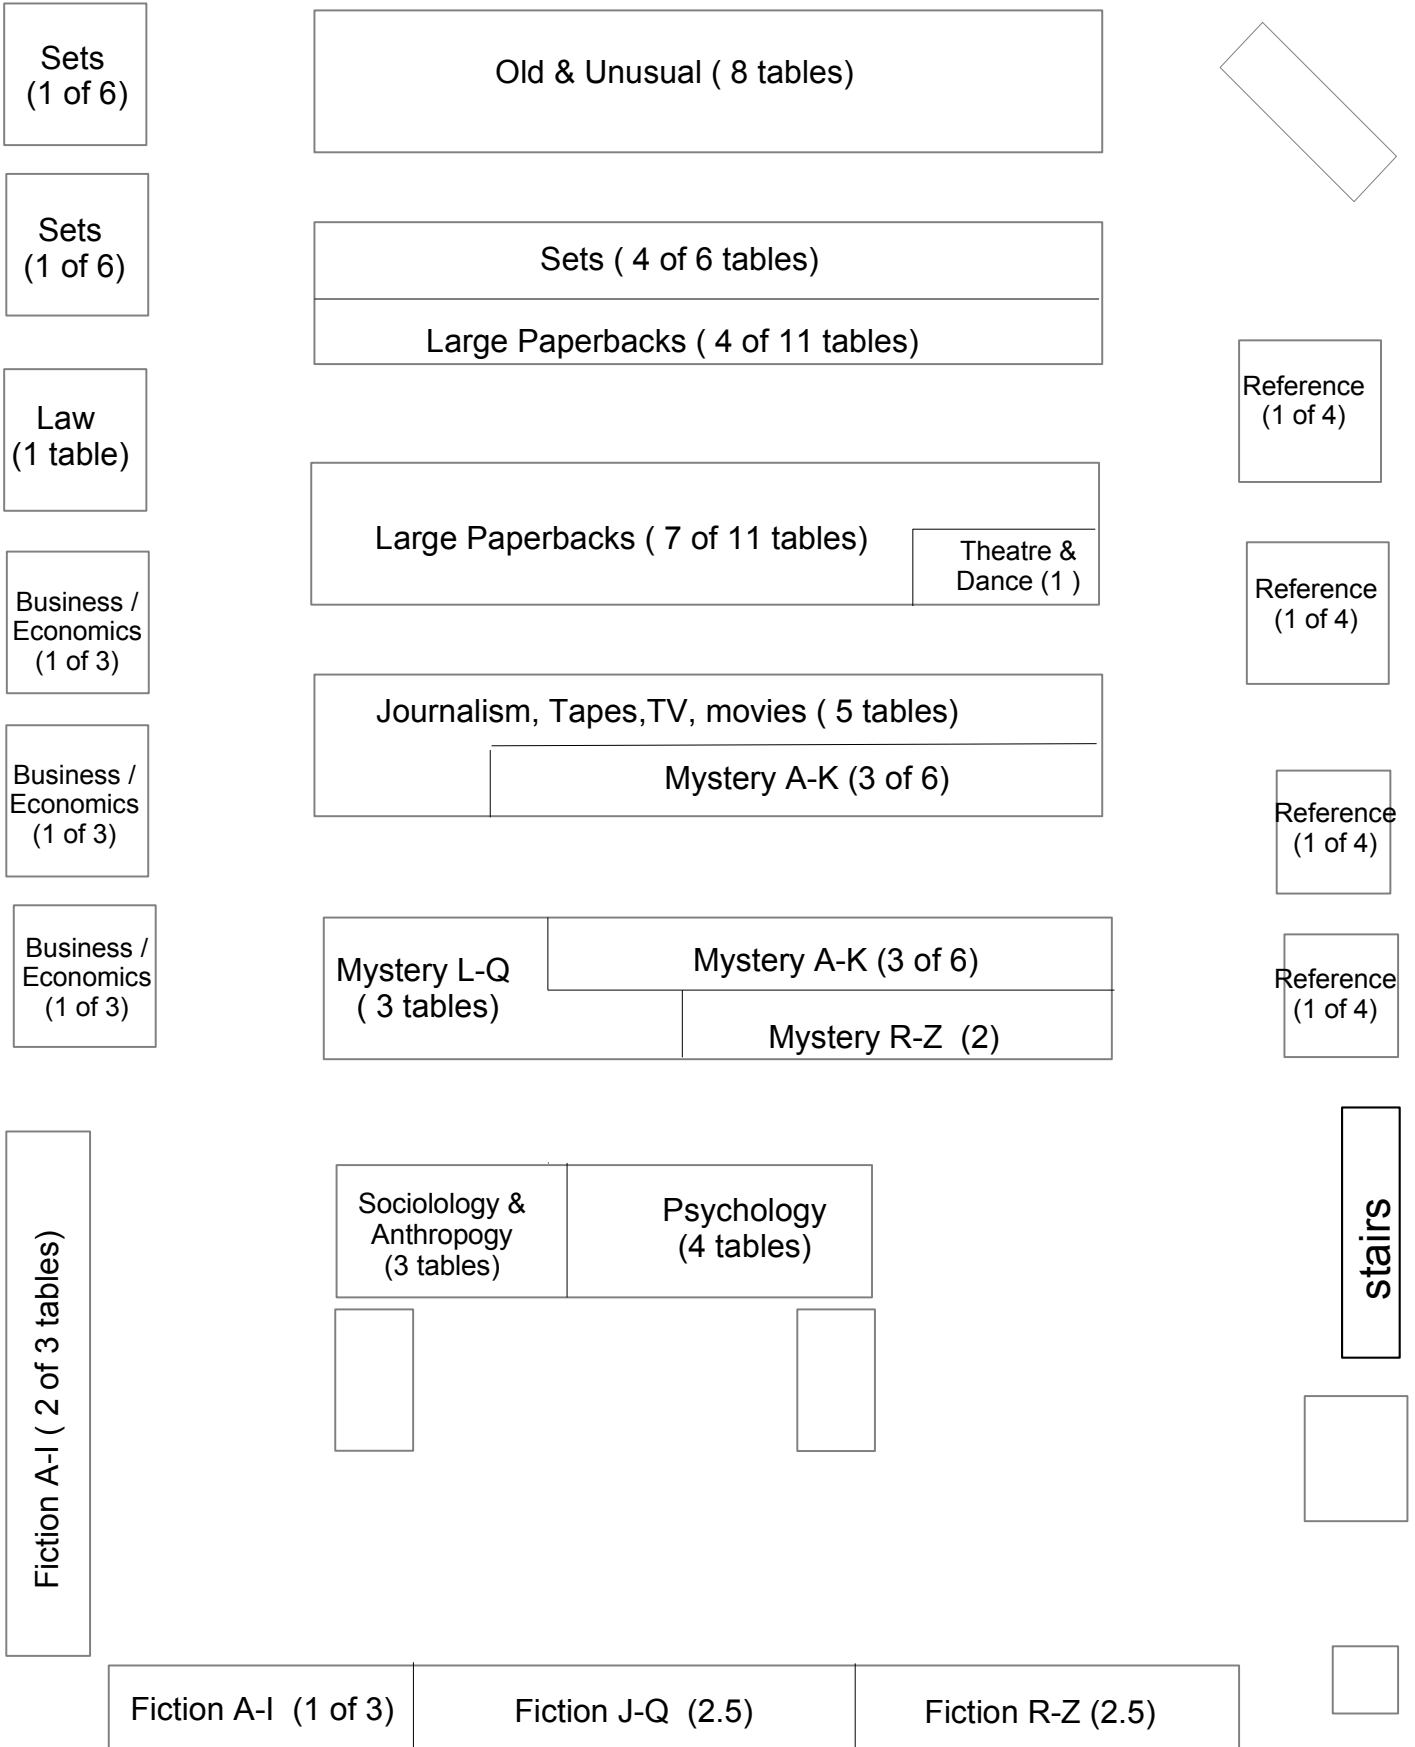 Sets
(1 of 6)
Old & Unusual ( 8 tables)
Sets
(1 of 6)
Sets ( 4 of 6 tables)
Large Paperbacks ( 4 of 11 tables)
Law
(1 table)
Reference
(1 of 4)
Large Paperbacks ( 7 of 11 tables)
Theatre &
Dance (1 )
Business /
Economics
(1 of 3)
Reference
(1 of 4)
Journalism, Tapes,TV, movies ( 5 tables)
Mystery A-K (3 of 6)
Business /
Economics
(1 of 3)
Reference
(1 of 4)
Business /
Economics
(1 of 3)
Mystery L-Q
( 3 tables)
Mystery A-K (3 of 6)
Mystery R-Z (2)
Reference
(1 of 4)
Fiction A-I ( 2 of 3 tables)
Sociolology &
Anthropogy
(3 tables)
Psychology
(4 tables)
stairs
Fiction A-I (1 of 3)
Fiction J-Q (2.5)
Fiction R-Z (2.5)